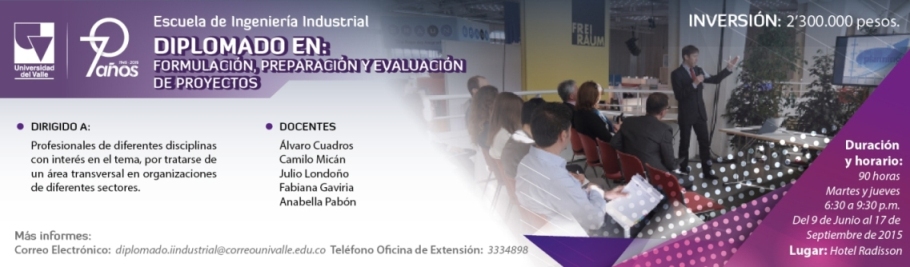 Escuela de Ingeniería Industrial
DIPLOMADO EN:
FORMULACIÓN, PREPARACIÓN Y EVALUACIÓN
DE PROYECTOS
Universidad
del Valle
70
años
INVERSIÓN: 2'300.000 pesos.
FREI
RAUM
DIRIGIDO A:
Profesionales de diferentes disciplinas
con interés en el tema, por tratarse de
un área transversal en organizaciones
de diferentes sectores.
DOCENTES
Álvaro Cuadros
Camilo Micán
Julio Londoño
Fabiana Gaviria
Anabella Pabón
Duración
y horario:
90 horas
Martes y jueves
6:30 a 9:30 p.m.
Del 9 de Junio al 17 de
Septiembre de 2015
Lugar: Hotel Radisson
Más informes:
Correo Electrónico: diplomado.iindustrial@correounivalle.edu.co Teléfono Oficina de Extensión: 3334898